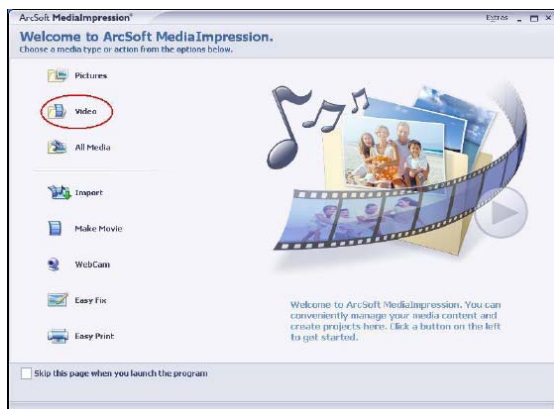 ArcSoft MediaImpression®
Extras
Welcome to ArcSoft MediaImpression.
Choose a media type or action from the options below.
Pictures
Video
All Media
Import
Make Movie
WebCam
Easy Fix
Easy Print
Welcome to ArcSoft MediaImpression. You can
conveniently manage your media content and
create projects here. Click a button on the left
to get started.
Skip this page when you launch the program